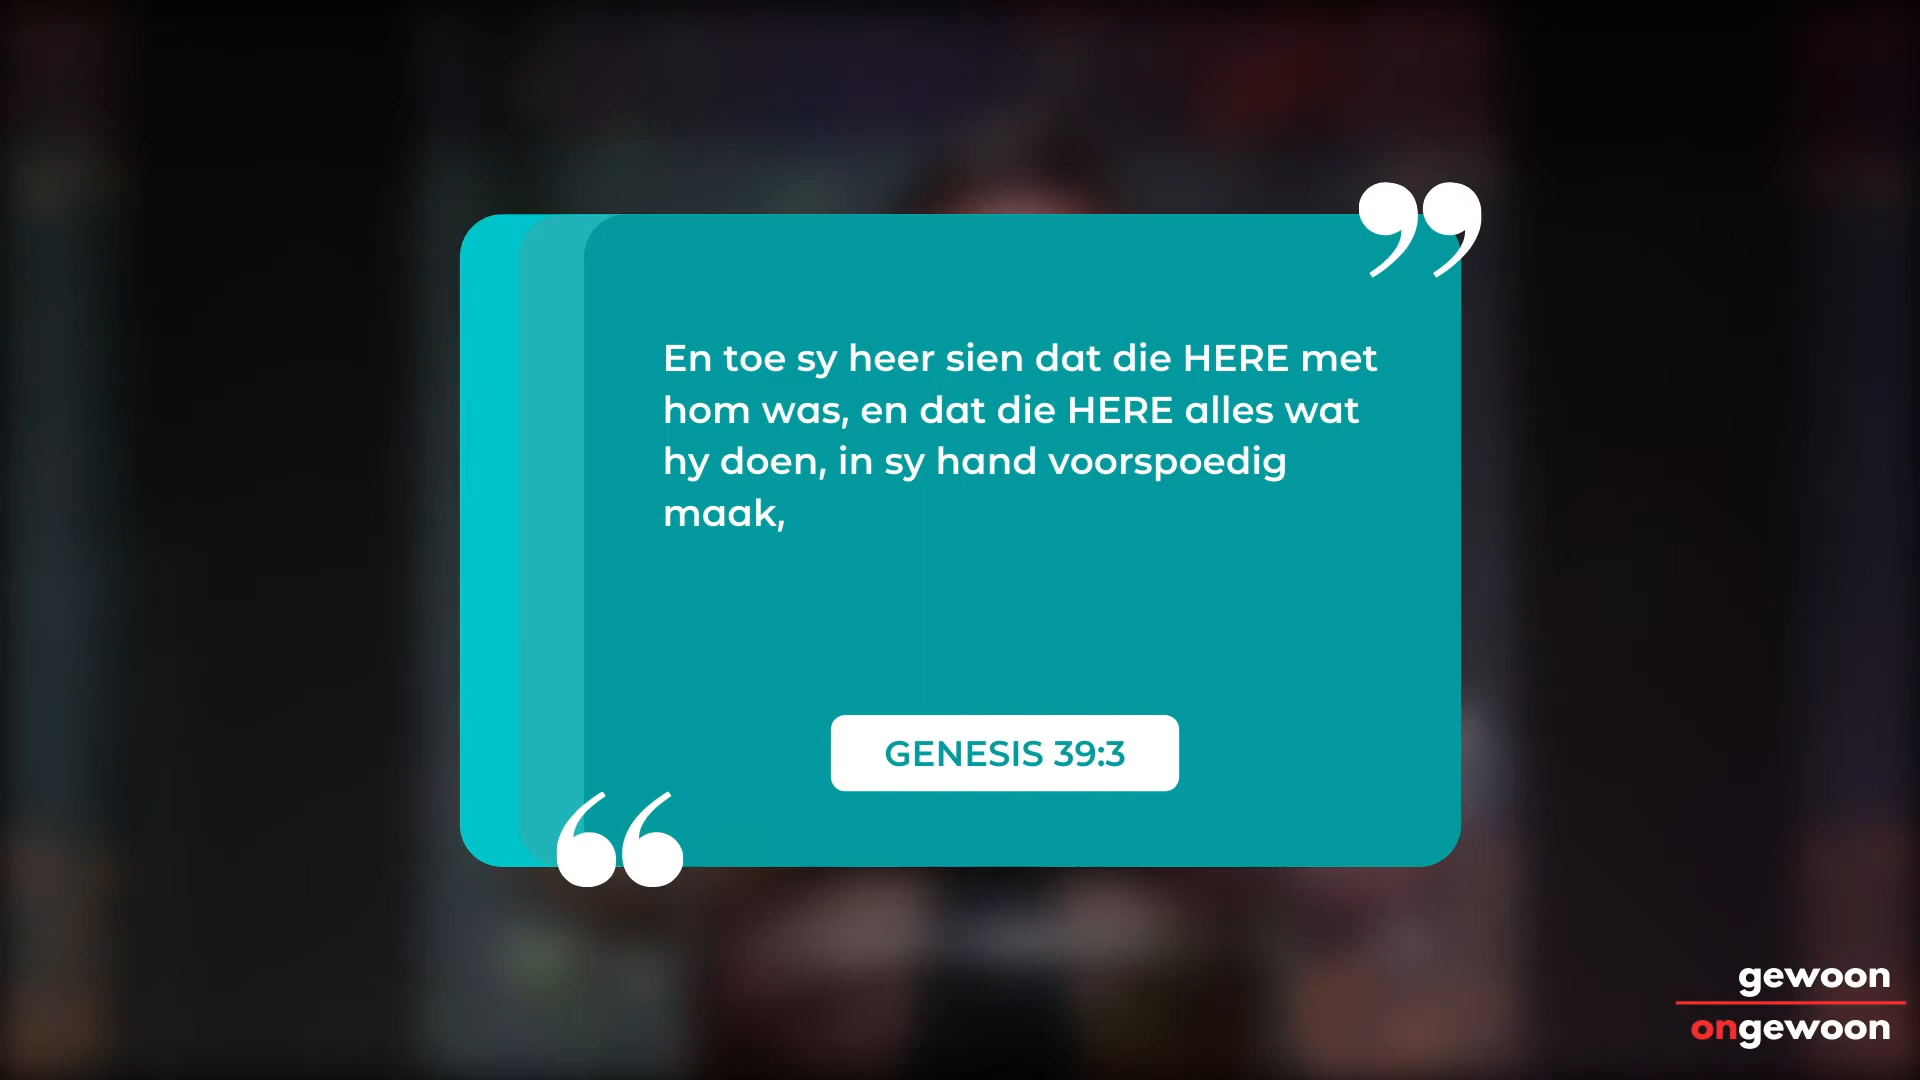 En toe sy heer sien dat die HERE met
hom was, en dat die HERE alles wat
hy doen, in sy hand voorspoedig
maak,
GENESIS 39:3
gewoon
ongewoon